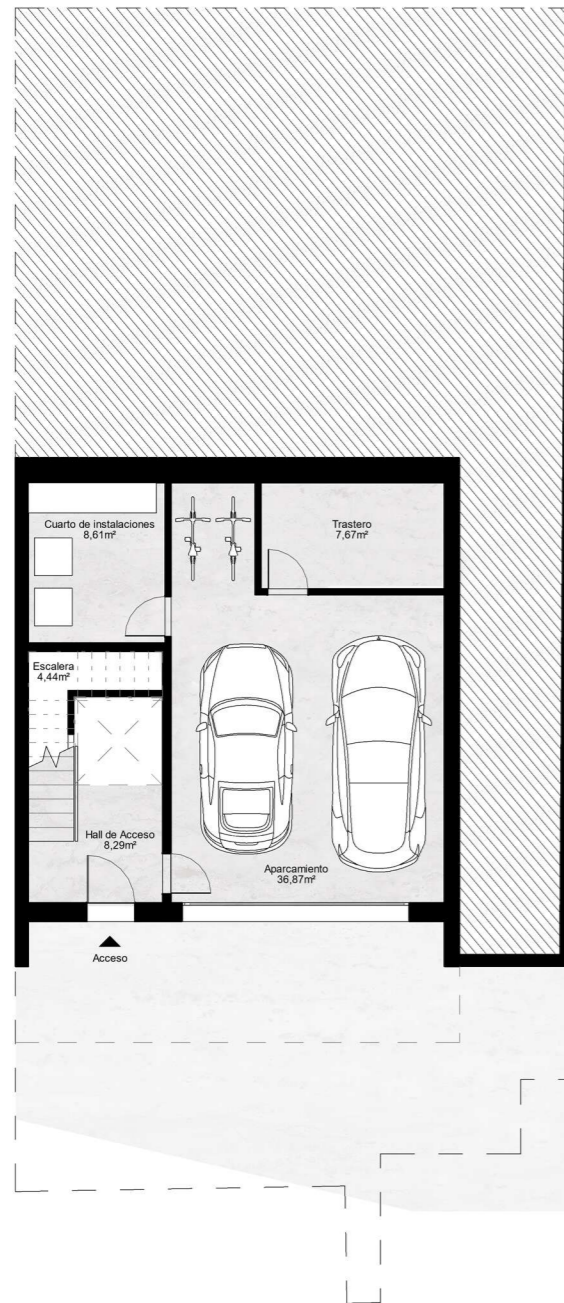 Cuarto de instalaciones
8,61m²
Trastero
7,67m²
Escalera
4,44m²
Hall de Acceso
8,29m²
Aparcamiento
36,87m²
Acceso